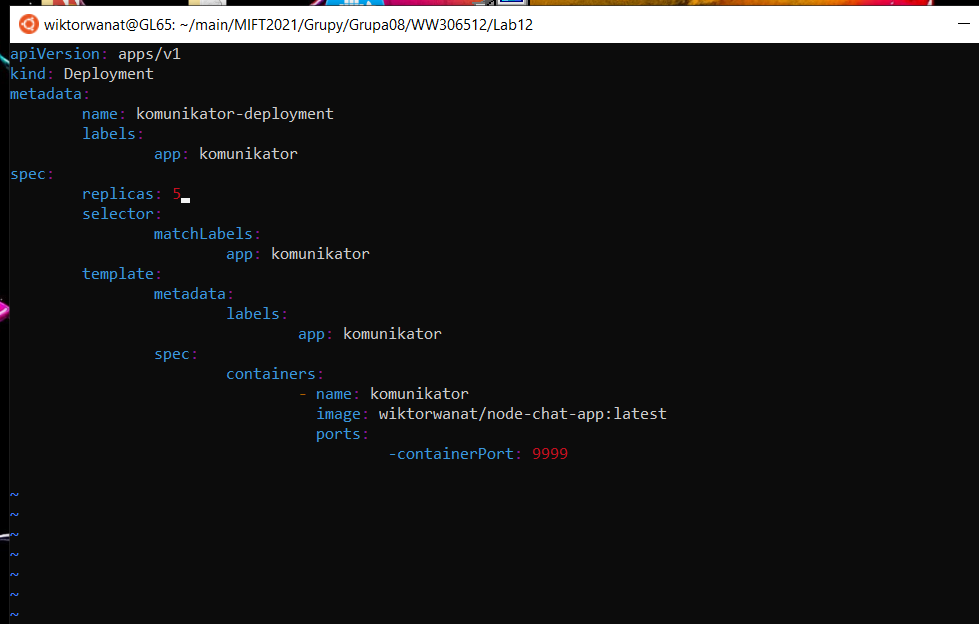 wiktorwanat@GL65: ~/main/MIFT2021/Grupy/Grupa08/WW306512/Lab12
apiVersion: apps/v1
kind: Deployment
metadata:
        name: komunikator-deployment
        labels:
                app: komunikator
spec:
        replicas: 5
        selector:
                matchLabels:
                        app: komunikator
        template:
                metadata:
                        labels:
                                app: komunikator
                spec:
                        containers:
                                - name: komunikator
                                  image: wiktorwanat/node-chat-app:latest
                                  ports:
                                          -containerPort: 9999
~
~
~
~
~
~
~